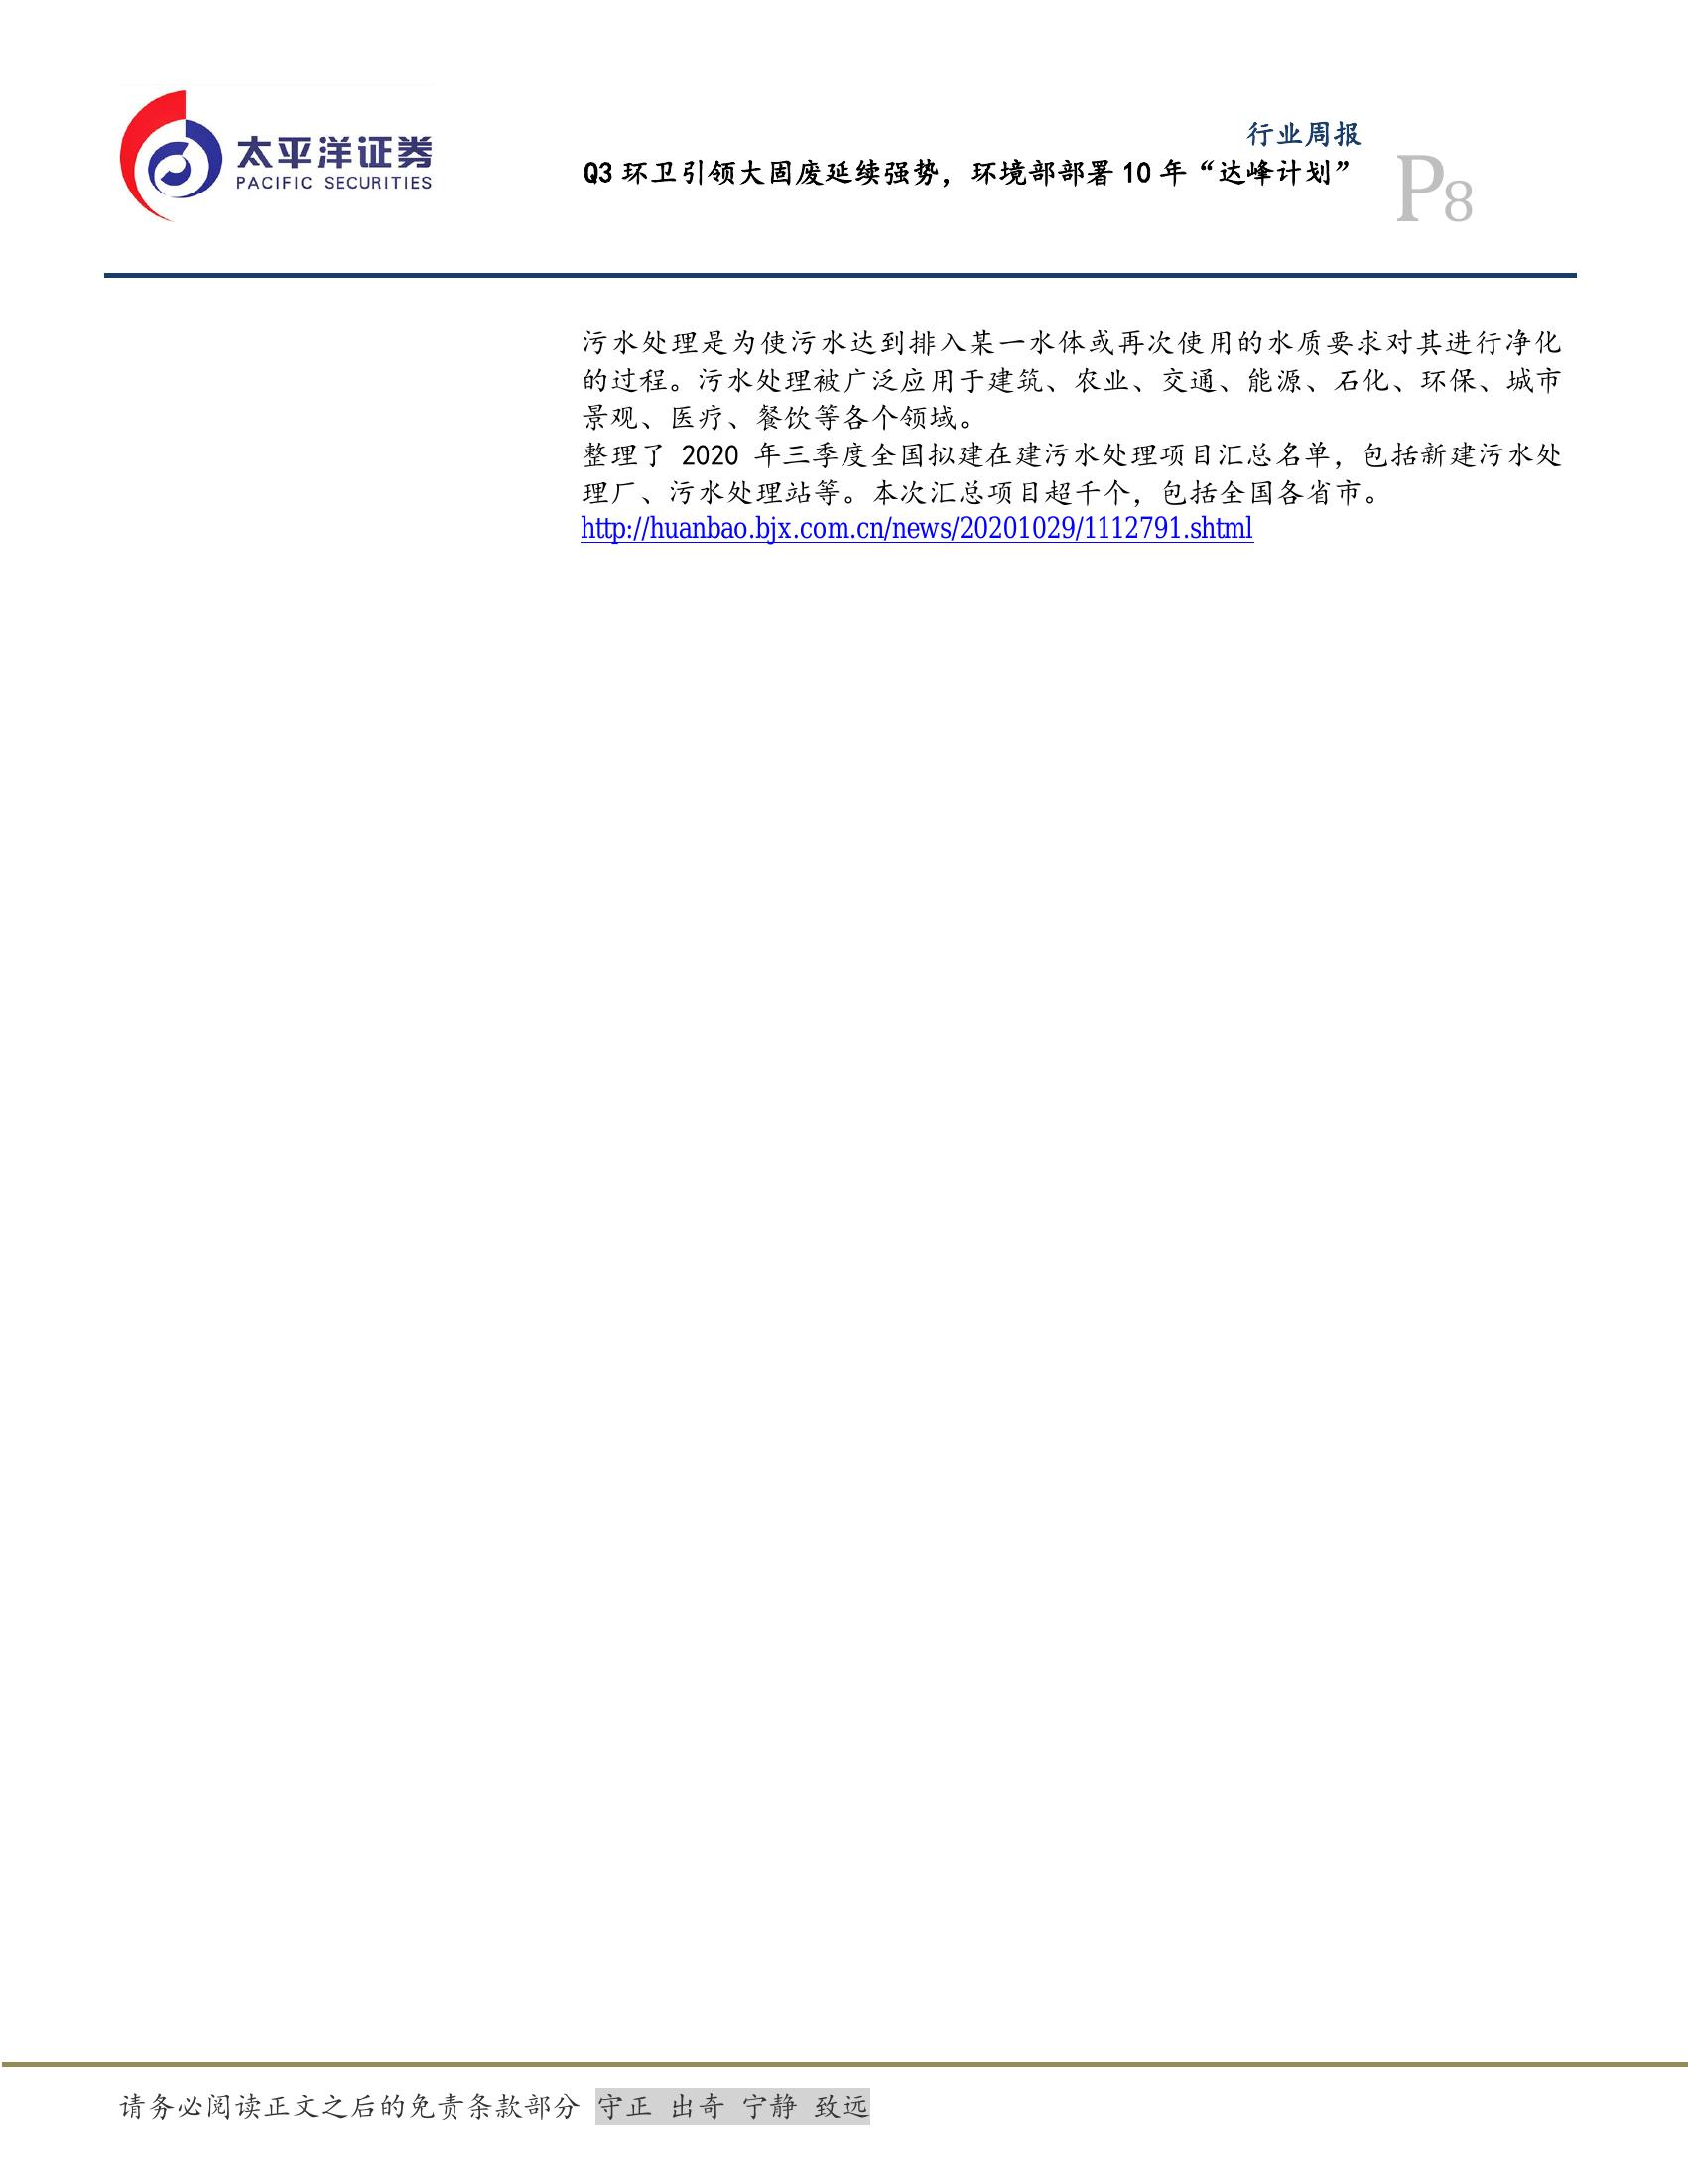 太平洋证券
PACIFIC SECURITIES
行业周报
Q3 环卫引领大固废延续强势，环境部部署 10 年“达峰计划”
P8
污水处理是为使污水达到排入某一水体或再次使用的水质要求对其进行净化
的过程。污水处理被广泛应用于建筑、农业、交通、能源、石化、环保、城市
景观、医疗、餐饮等各个领域。
整理了 2020 年三季度全国拟建在建污水处理项目汇总名单，包括新建污水处
理厂、污水处理站等。本次汇总项目超千个，包括全国各省市。
http://huanbao.bjx.com.cn/news/20201029/1112791.shtml
请务必阅读正文之后的免责条款部分 守正 出奇 宁静 致远